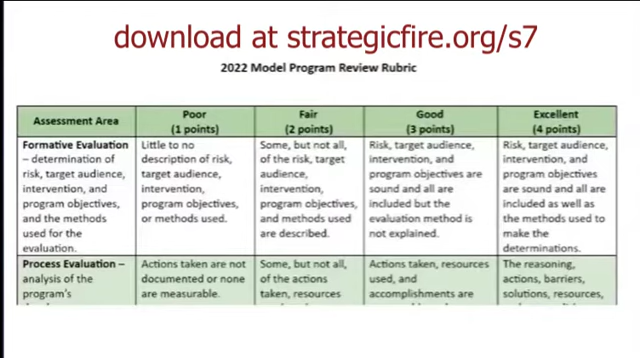 download at strategicfire.org/s7
2022 Model Program Review Rubric
Assessment Area
Poor
(1 points)
Fair
(2 points)
Good
(3 points)
Excellent
(4 points)
Formative Evaluation
– determination of
risk, target audience,
intervention, and
program objectives,
and the methods
used for the
evaluation.
Little to no
description of risk,
target audience,
intervention,
program objectives,
or methods used.
Some, but not all,
of the risk, target
audience,
intervention,
program objectives,
and methods used
are described.
Risk, target audience,
intervention, and
program objectives are
sound and all are
included but the
evaluation method is
not explained.
Risk, target audience,
intervention, and
program objectives
are sound and all are
included as well as
the methods used to
make the
determinations.
Process Evaluation –
analysis of the
program's
Actions taken are not
documented or none
are measurable.
Some, but not all,
of the actions
taken, resources
Actions taken, resources
used, and
accomplishments are
The reasoning,
actions, barriers,
solutions, resources,